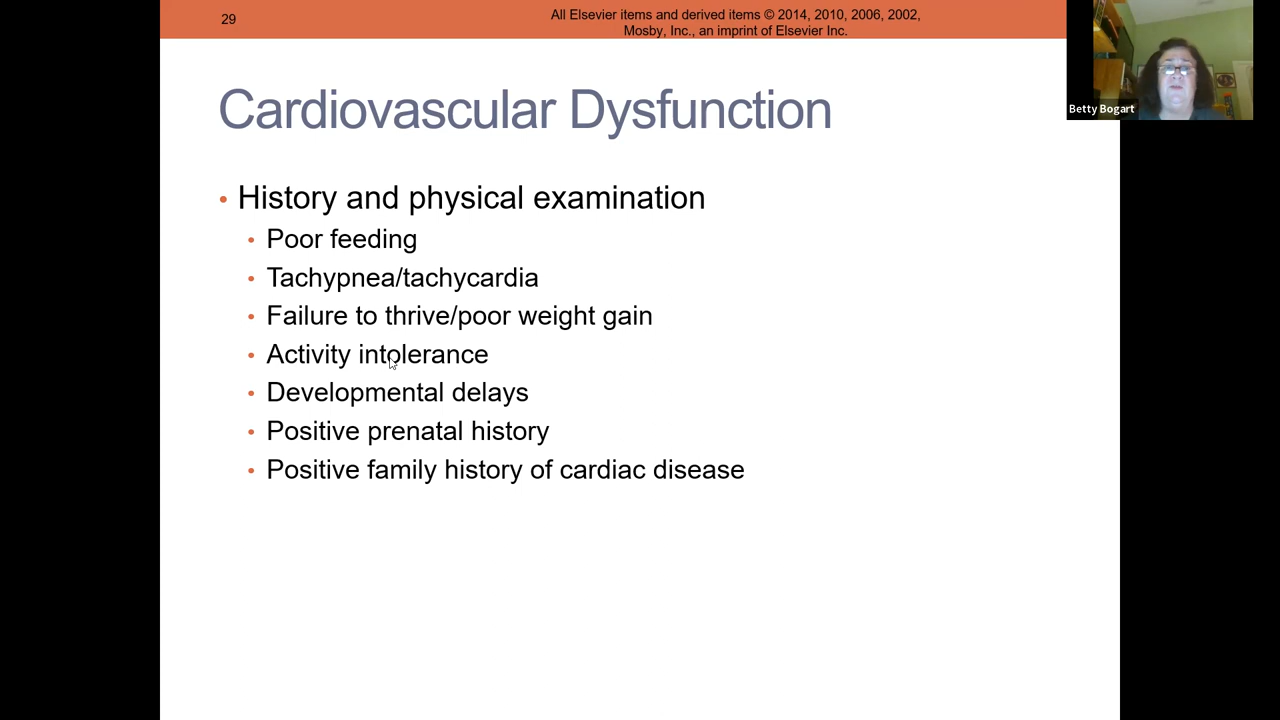 29
All Elsevier items and derived items © 2014, 2010, 2006, 2002,
Mosby, Inc., an imprint of Elsevier Inc.
Betty Bogart
Cardiovascular Dysfunction
• History and physical examination
• Poor feeding
• Tachypnea/tachycardia
• Failure to thrive/poor weight gain
• Activity intolerance
• Developmental delays
• Positive prenatal history
• Positive family history of cardiac disease